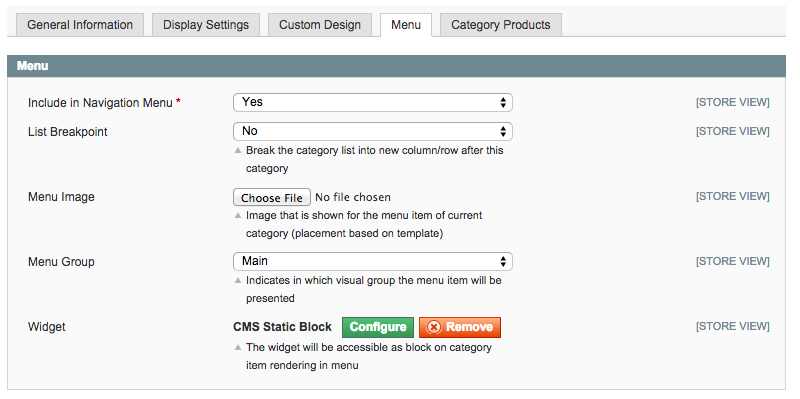 General Information Display Settings Custom Design Menu Category Products
Menu
Include in Navigation Menu * Yes [STORE VIEW]
List Breakpoint No [STORE VIEW]
Break the category list into new column/row after this
category
Menu Image Choose File No file chosen [STORE VIEW]
Image that is shown for the menu item of current
category (placement based on template)
Menu Group Main [STORE VIEW]
Indicates in which visual group the menu item will be
presented
Widget CMS Static Block Configure Remove [STORE VIEW]
The widget will be accessible as block on category
item rendering in menu